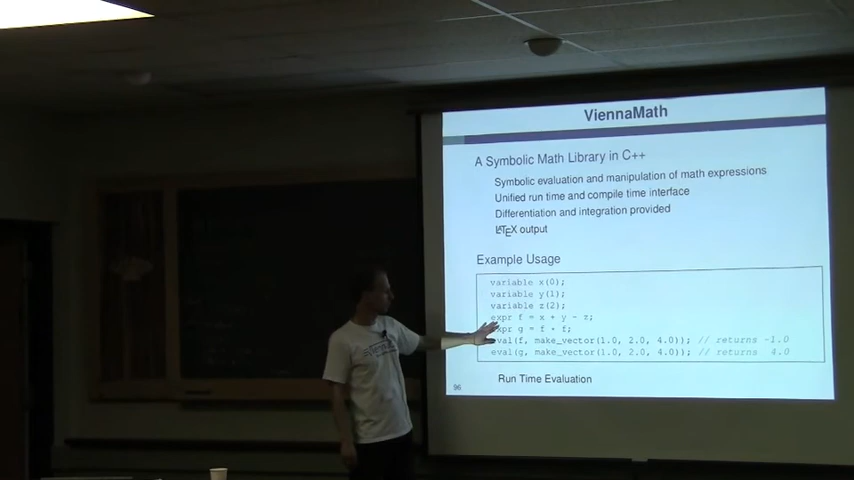 ViennaMath
A Symbolic Math Library in C++
Symbolic evaluation and manipulation of math expressions
Unified run time and compile time interface
Differentiation and integration provided
LATEX output
Example Usage
variable x(0);
variable y(1);
variable z(2);
expr f = x + y - z;
expr g = f * f;
eval(f, make_vector(1.0, 2.0, 4.0)); // returns -1.0
eval(g, make_vector(1.0, 2.0, 4.0)); // returns 4.0
Run Time Evaluation
96